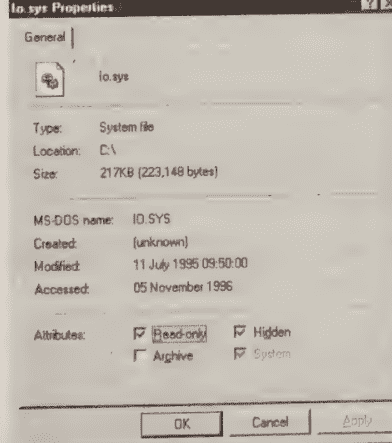 Io.sys Properties
General
Io.sys
Type: System file
Location: C:\
Size: 217KB (223,148 bytes)
MS-DOS name: IO.SYS
Created: (unknown)
Modified: 11 July 1995 09:50:00
Accessed: 05 November 1996
Attributes: Read-only Hidden
Archive System
OK Cancel Apply